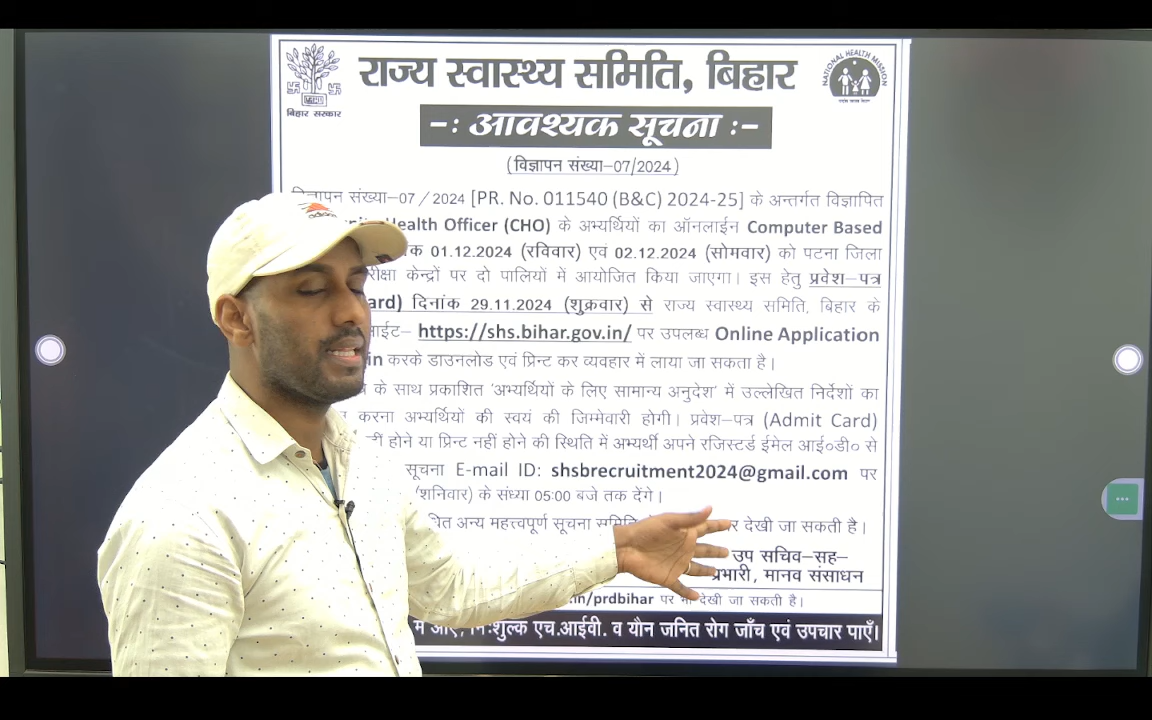 राज्य स्वास्थ्य समिति, बिहार
बिहार सरकार
NATIONAL HEALTH MISSION
-: आवश्यक सूचना :-
(विज्ञापन संख्या-07/2024)
विज्ञापन संख्या-07 / 2024 [PR. No. 011540 (B&C) 2024-25] के अन्तर्गत विज्ञापित
Health Officer (CHO) के अभ्यर्थियों का ऑनलाईन Computer Based
01.12.2024 (रविवार) एवं 02.12.2024 (सोमवार) को पटना जिला
केन्द्रों पर दो पालियों में आयोजित किया जाएगा। इस हेतु प्रवेश-पत्र
दिनांक 29.11.2024 (शुक्रवार) से राज्य स्वास्थ्य समिति, बिहार के
https://shs.bihar.gov.in/ पर उपलब्ध Online Application
करके डाउनलोड एवं प्रिन्ट कर व्यवहार में लाया जा सकता है।
के साथ प्रकाशित 'अभ्यर्थियों के लिए सामान्य अनुदेश' में उल्लेखित निर्देशों का
करना अभ्यर्थियों की स्वयं की जिम्मेवारी होगी। प्रवेश-पत्र (Admit Card)
होने या प्रिन्ट नहीं होने की स्थिति में अभ्यर्थी अपने रजिस्टर्ड ईमेल आई०डी० से
सूचना E-mail ID: shsbrecruitment2024@gmail.com पर
(शनिवार) के संध्या 05:00 बजे तक देंगे।
अन्य महत्त्वपूर्ण सूचना देखी जा सकती है।
उप सचिव-सह-
प्रभारी, मानव संसाधन
/prdbihar पर भी देखी जा सकती है।
में आएं, नि:शुल्क एच.आईवी. व यौन जनित रोग जाँच एवं उपचार पाएँ।